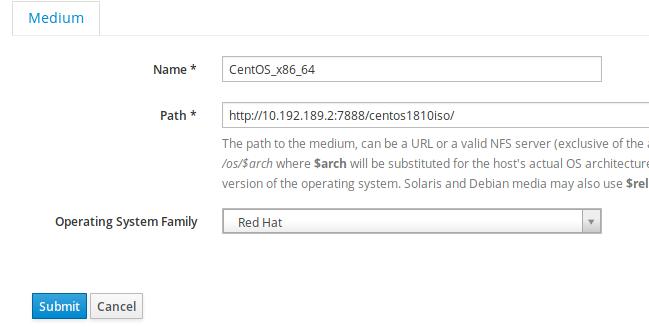 Medium
Name *
CentOS_x86_64
Path *
http://10.192.189.2:7888/centos1810iso/
The path to the medium, can be a URL or a valid NFS server (exclusive of the
/os/$arch where $arch will be substituted for the host's actual OS architecture
version of the operating system. Solaris and Debian media may also use $rel
Operating System Family
Red Hat
Submit
Cancel